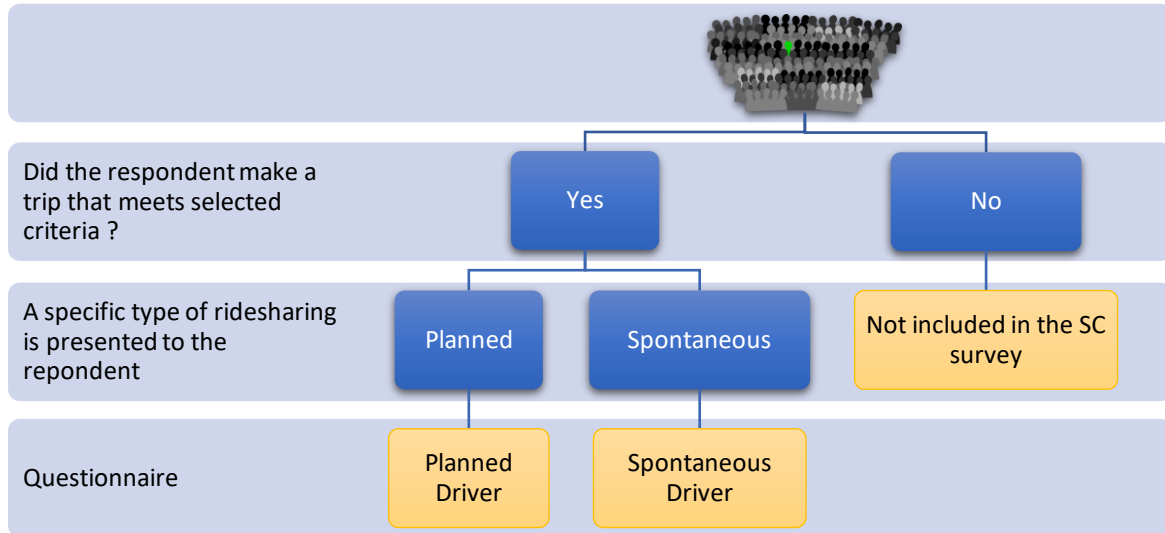 Did the respondent make a
trip that meets selected
criteria ?
Yes
No
A specific type of ridesharing
is presented to the
repondent
Planned
Spontaneous
Not included in the SC
survey
Questionnaire
Planned
Driver
Spontaneous
Driver